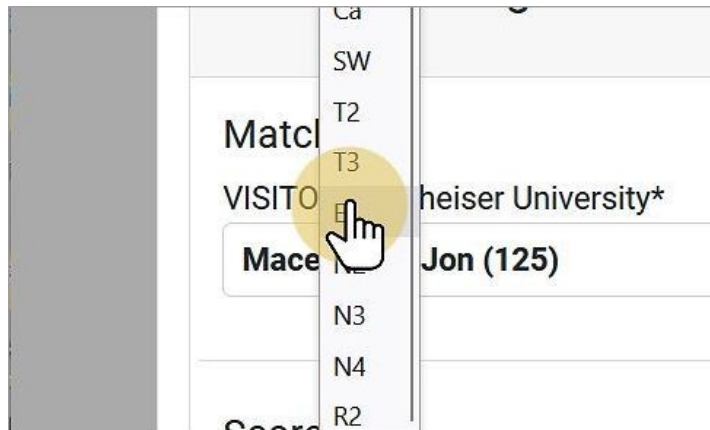 Ca
SW
T2
T3
N3
N4
R2
Matc
VISITO heiser University*
Mace Jon (125)